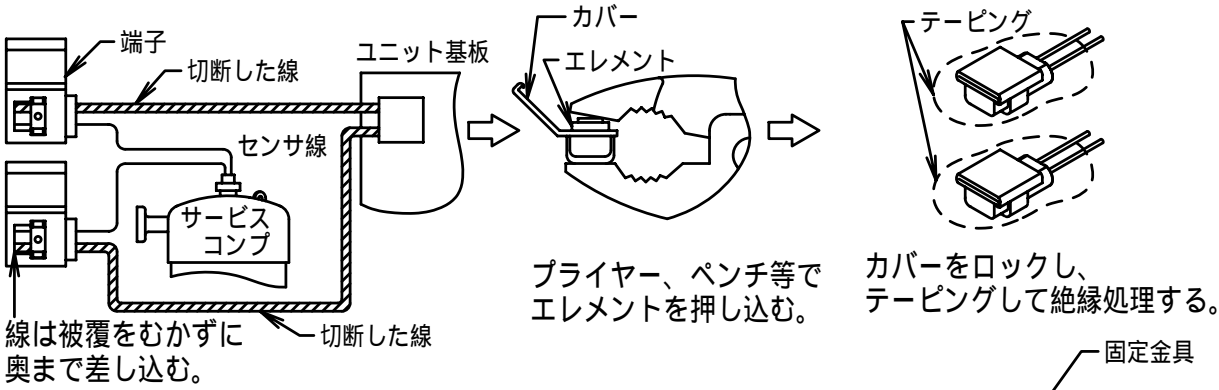 端子
切断した線
ユニット基板
センサ線
サービス
コンプ
切断した線
線は被覆をむかずに
奥まで差し込む。
カバー
エレメント
プライヤー、ペンチ等で
エレメントを押し込む。
テーピング
カバーをロックし、
テーピングして絶縁処理する。
固定金具